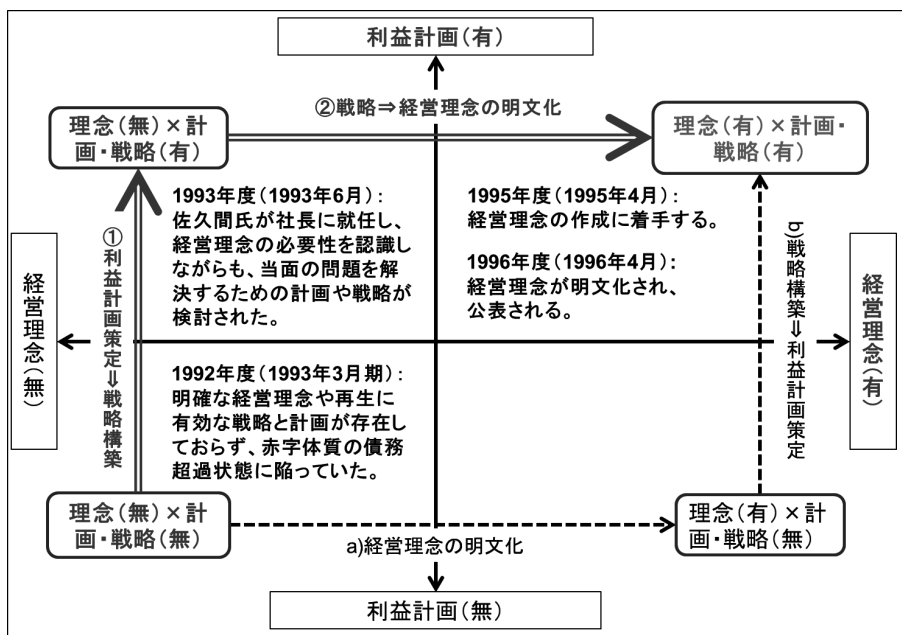 利益計画(有)
②戦略⇒経営理念の明文化
理念(無)×計
画・戦略(有)
理念(有)×計画・
戦略(有)
1993年度(1993年6月):
佐久間氏が社長に就任し、
経営理念の必要性を認識し
ながらも、当面の問題を解
決するための計画や戦略が
検討された。
1995年度(1995年4月):
経営理念の作成に着手する。
1996年度(1996年4月):
経営理念が明文化され、
公表される。
経営理念(無)
①利益計画策定⇒戦略構築
b)戦略構築⇒利益計画策定
経営理念(有)
1992年度(1993年3月期):
明確な経営理念や再生に
有効な戦略と計画が存在し
ておらず、赤字体質の債務
超過状態に陥っていた。
理念(無)×計
画・戦略(無)
理念(有)×計
画・戦略(無)
a)経営理念の明文化
利益計画(無)